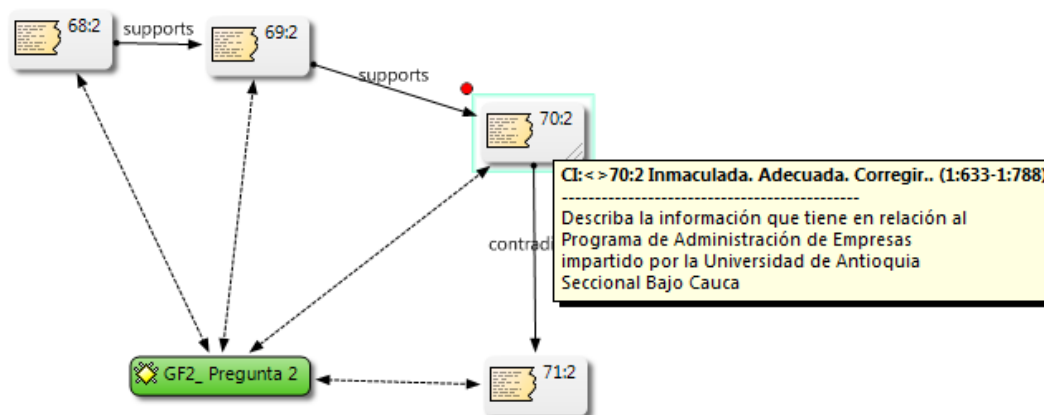 68:2
supports
69:2
supports
70:2
CI:< >70:2 Inmaculada. Adecuada. Corregir.. (1:633-1:788)
------------------------------------------
Describa la información que tiene en relación al
Programa de Administración de Empresas
impartido por la Universidad de Antioquia
Seccional Bajo Cauca
contradi
GF2_ Pregunta 2
71:2